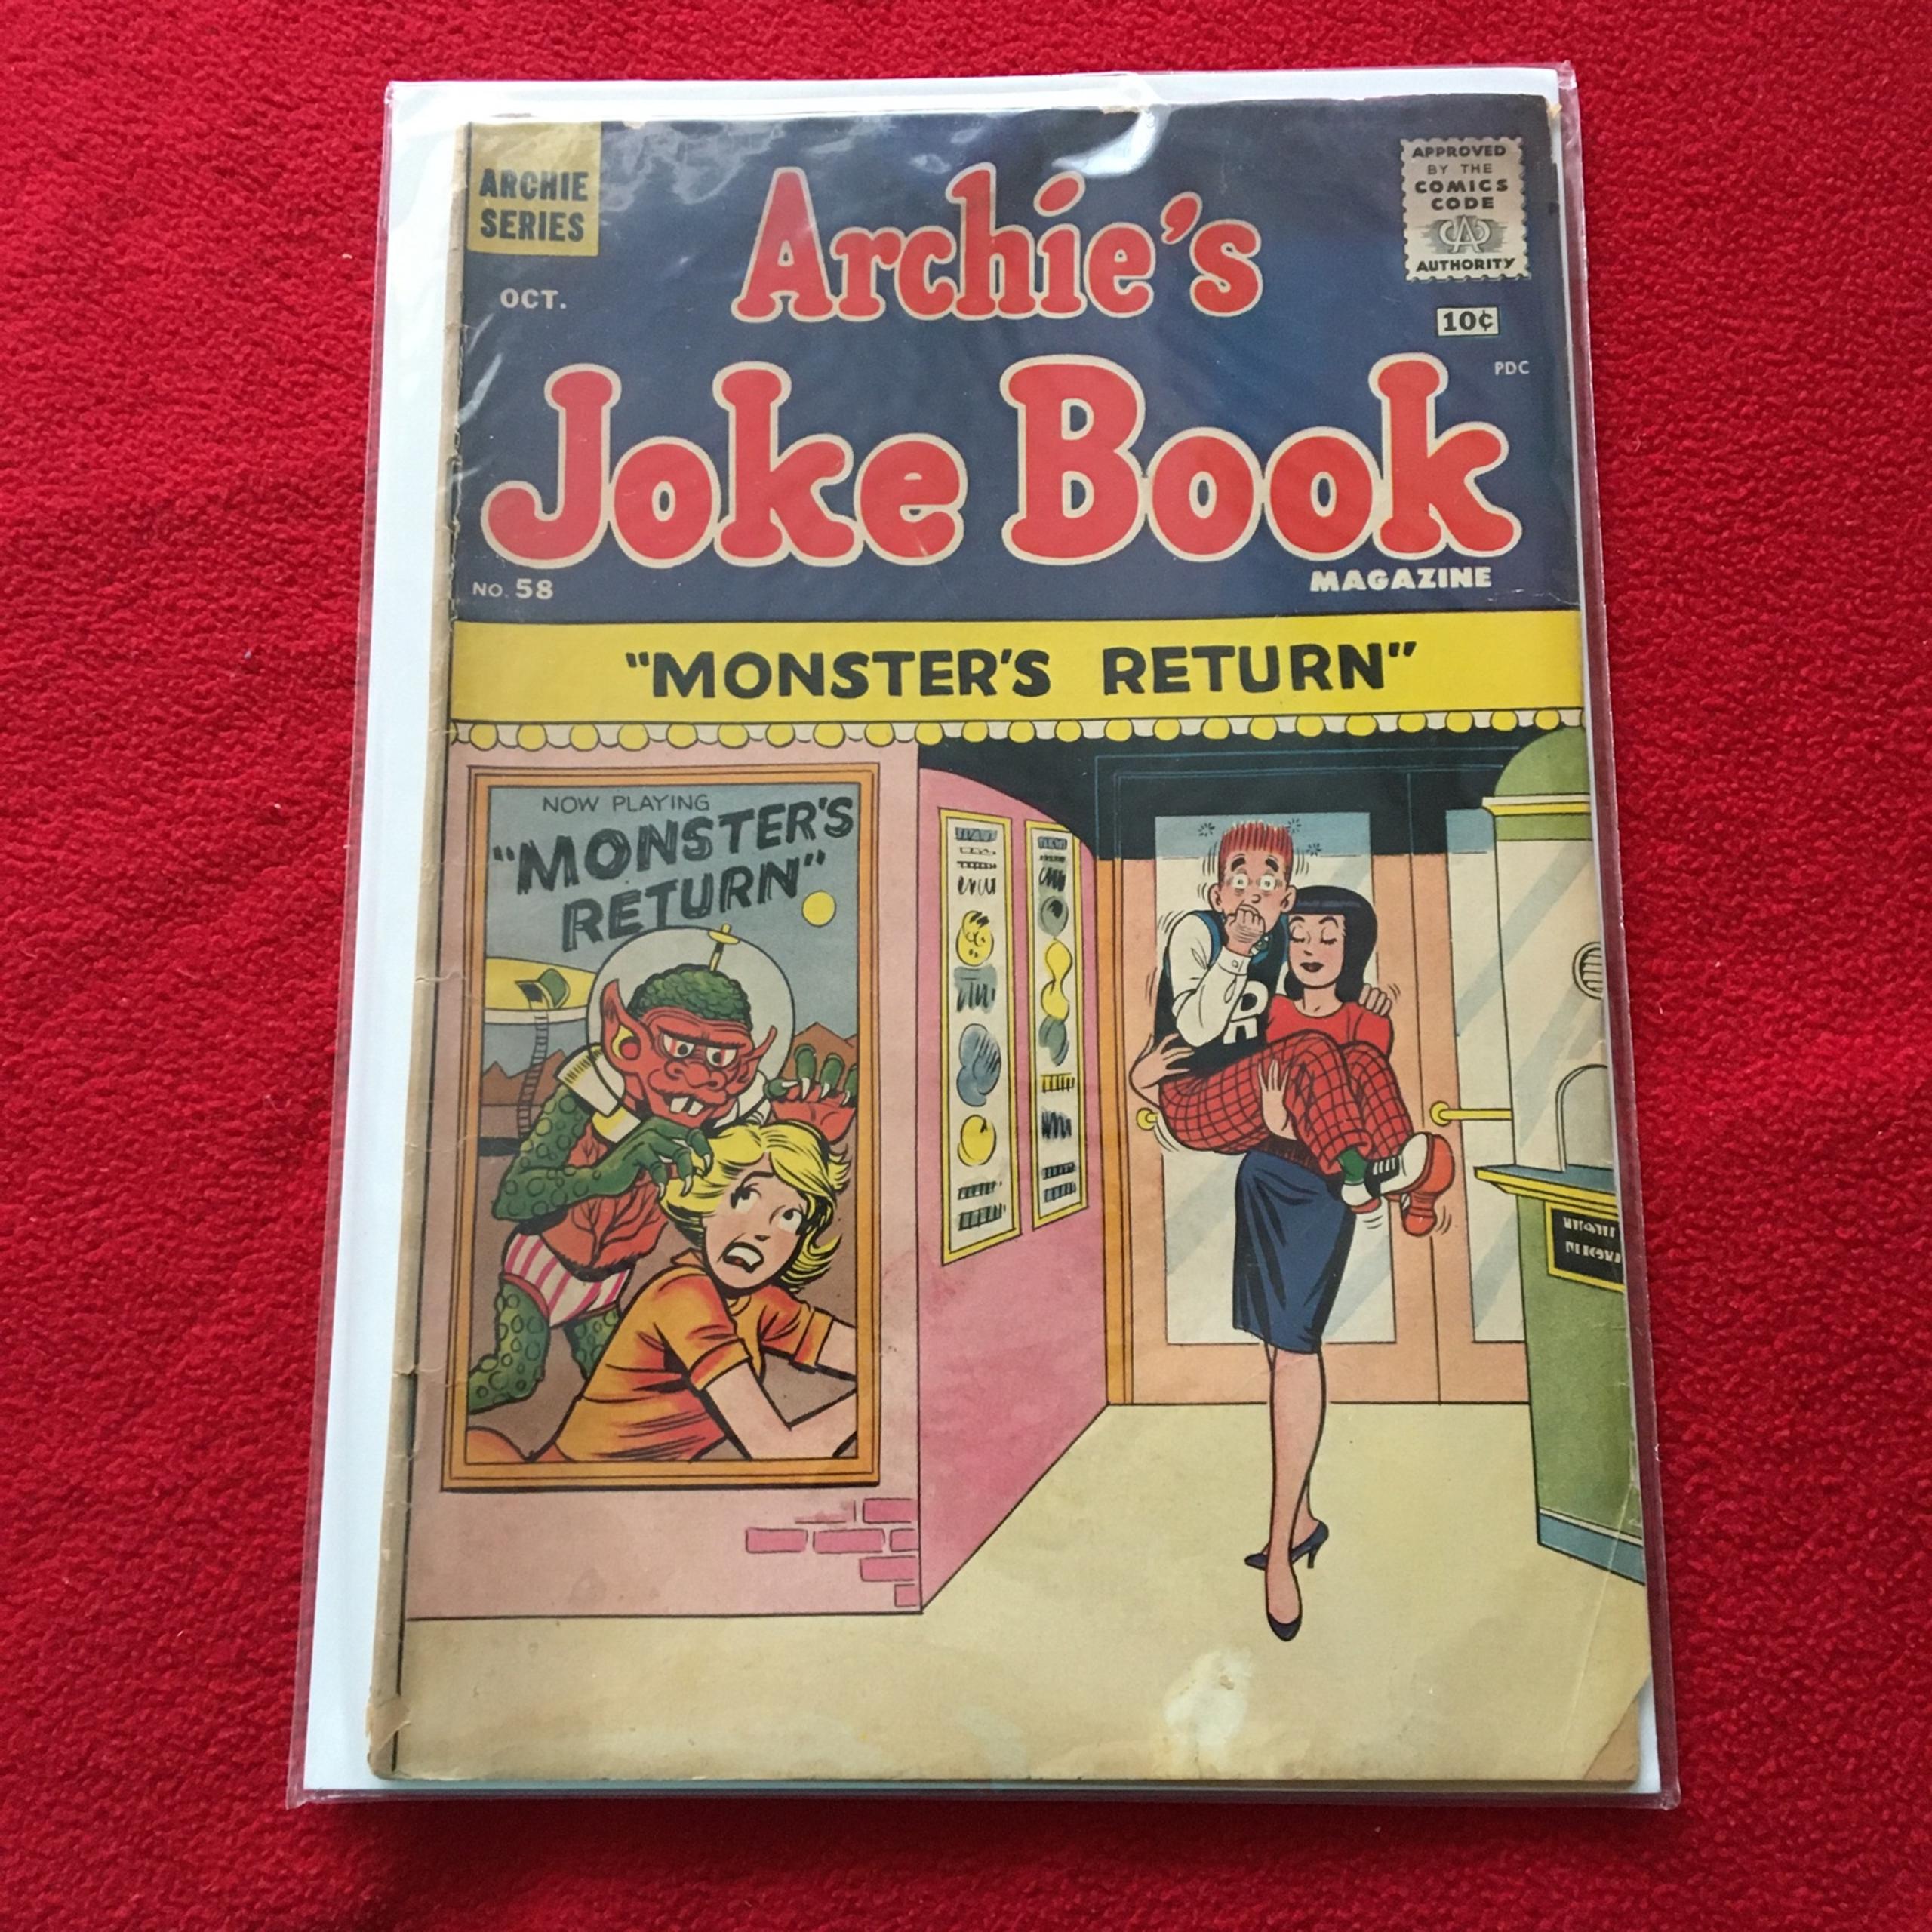 ARCHIE
SERIES
APPROVED
BY THE
COMICS
CODE
CA
AUTHORITY
OCT.
Archie's
10¢
PDC
Joke Book
NO. 58
MAGAZINE
"MONSTER'S RETURN"
NOW PLAYING
"MONSTER'S
RETURN"
R